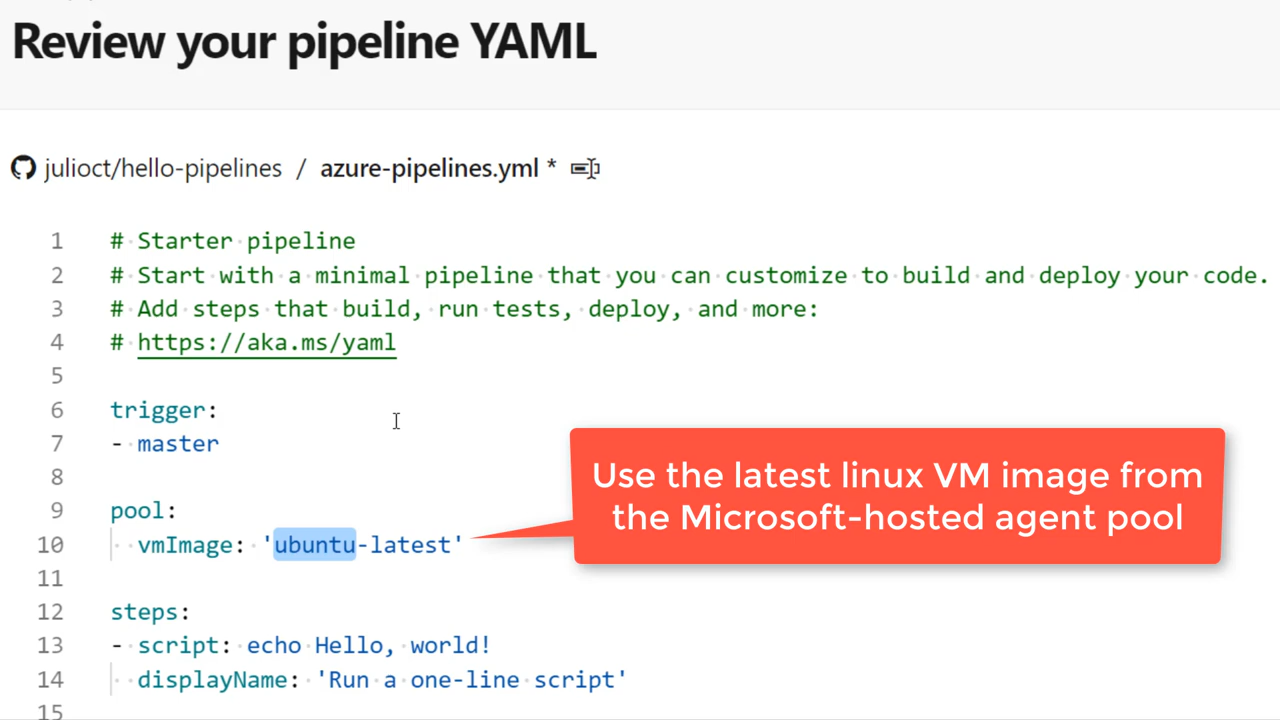 Review your pipeline YAML
julioct/hello-pipelines / azure-pipelines.yml *
1 # Starter pipeline
2 # Start with a minimal pipeline that you can customize to build and deploy your code.
3 # Add steps that build, run tests, deploy, and more:
4 # https://aka.ms/yaml
5
6 trigger:
7 - master
8
9 pool:
10 vmImage: 'ubuntu-latest'
Use the latest linux VM image from
the Microsoft-hosted agent pool
11
12 steps:
13 - script: echo Hello, world!
14 displayName: 'Run a one-line script'
15